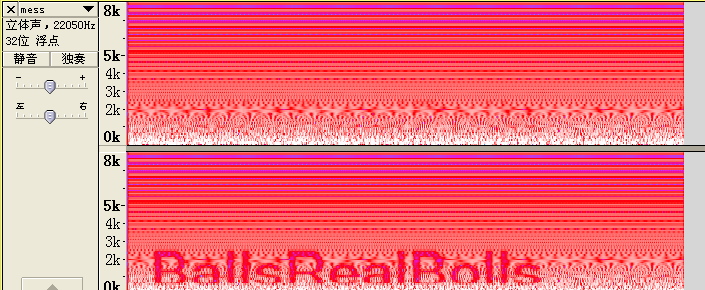 mess
立体声,22050Hz
32位 浮点
静音 独奏
- +
左 右
8k
5k
4k
3k
2k
0k
8k
5k
4k
3k
2k
0k
BallsRealBolls